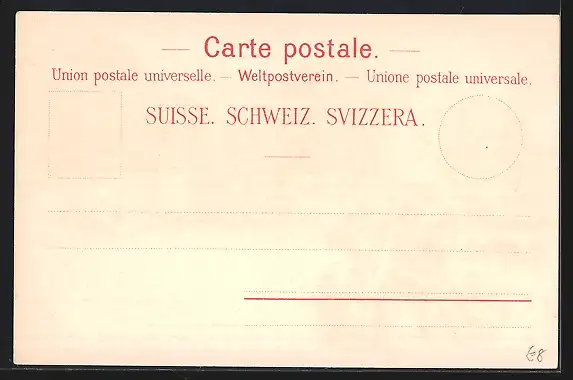 — Carte postale. —
Union postale universelle. — Weltpostverein. — Unione postale universale.
SUISSE. SCHWEIZ. SVIZZERA.